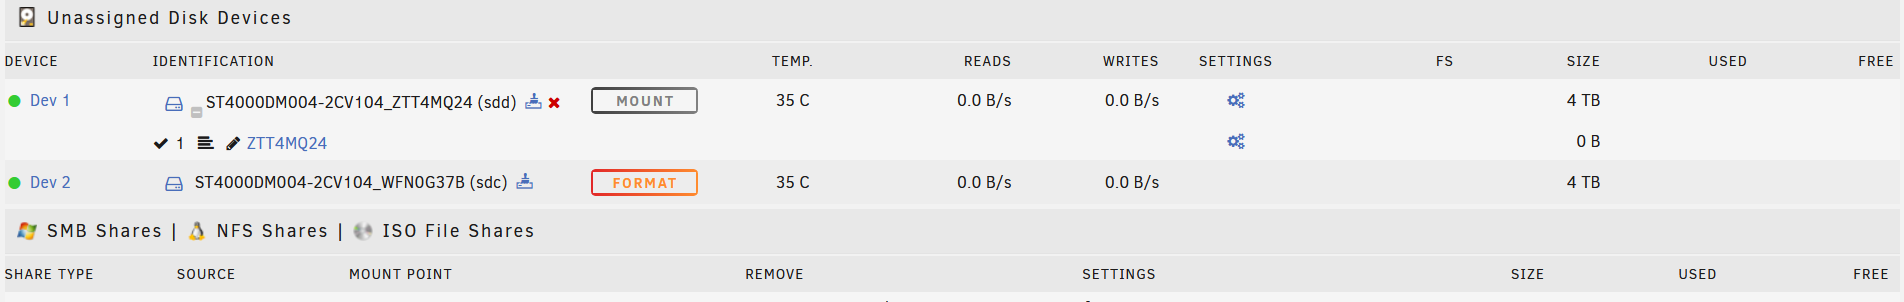 Unassigned Disk Devices
DEVICE IDENTIFICATION TEMP. READS WRITES SETTINGS FS SIZE USED FREE
Dev 1 ST4000DM004-2CV104_ZTT4MQ24 (sdd) MOUNT 35 C 0.0 B/s 0.0 B/s 4 TB
1 ZTT4MQ24 0 B
Dev 2 ST4000DM004-2CV104_WFN0G37B (sdc) FORMAT 35 C 0.0 B/s 0.0 B/s 4 TB
SMB Shares | NFS Shares | ISO File Shares
SHARE TYPE SOURCE MOUNT POINT REMOVE SETTINGS SIZE USED FREE